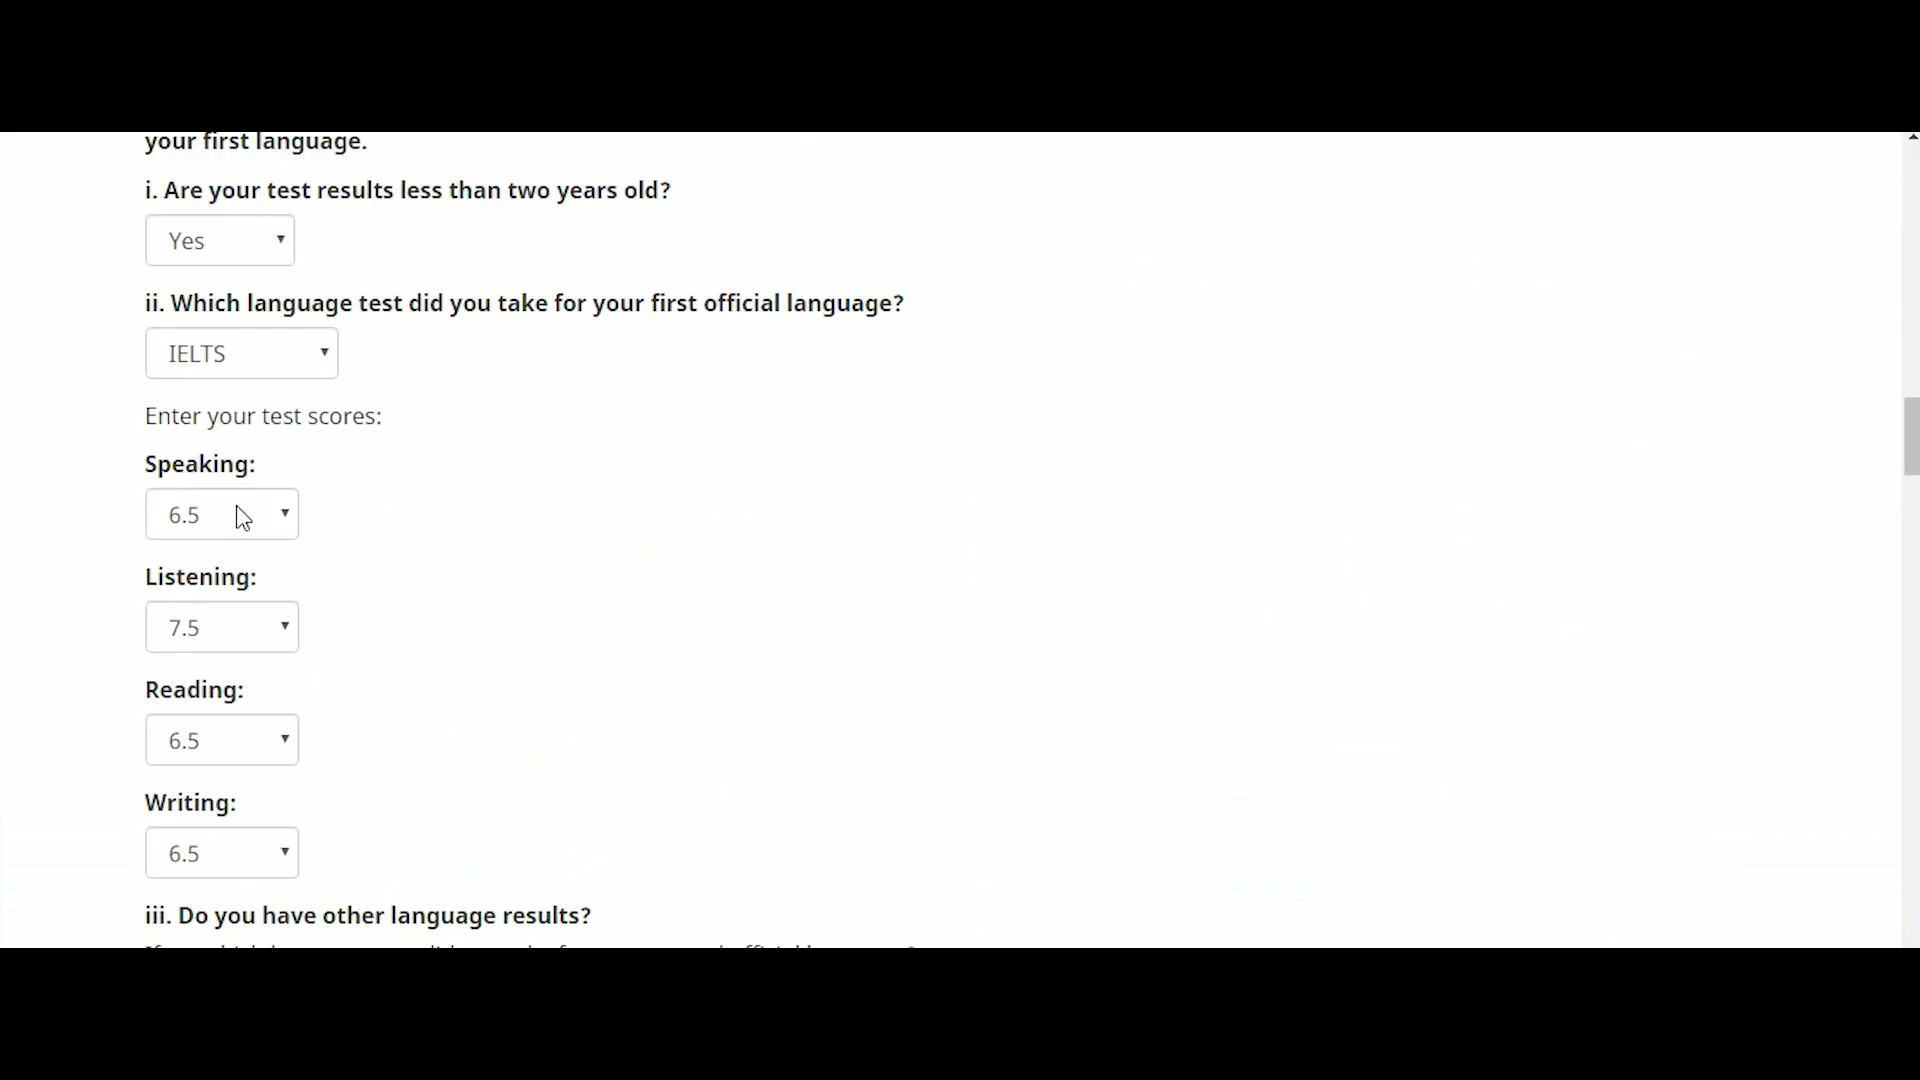 your first language.
i. Are your test results less than two years old?
Yes
ii. Which language test did you take for your first official language?
IELTS
Enter your test scores:
Speaking:
6.5
Listening:
7.5
Reading:
6.5
Writing:
6.5
iii. Do you have other language results?